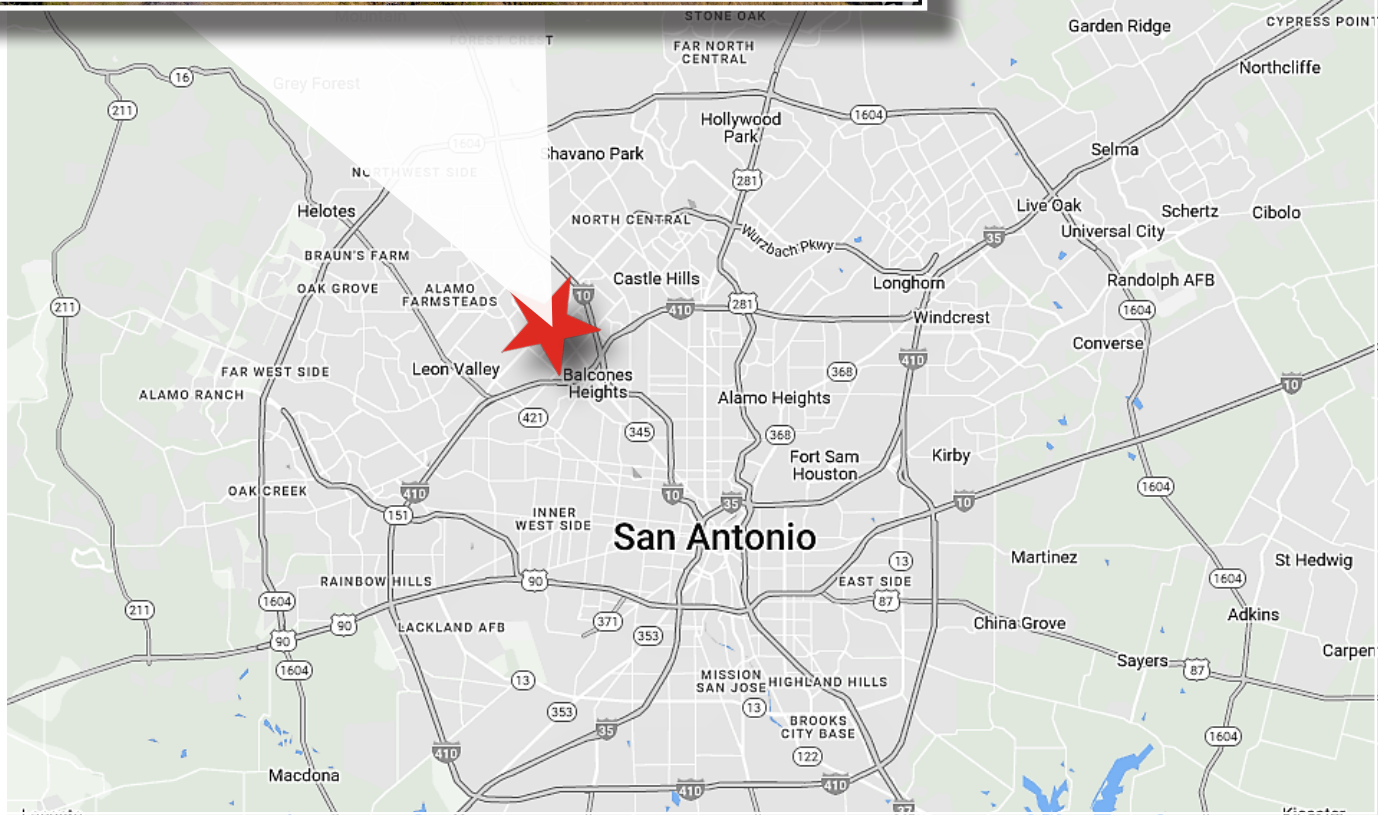 STONE OAK
Garden Ridge
CYPRESS POINT
FOREST CREST
FAR NORTH
CENTRAL
Northcliffe
16
Grey Forest
211
Hollywood
Park
1604
1604
Selma
Shavano Park
NORTHWEST SIDE
281
Helotes
NORTH CENTRAL
Live Oak
Schertz
Cibolo
Universal City
35
Wurzbach Pkwy
BRAUN'S FARM
Castle Hills
Longhorn
Randolph AFB
OAK GROVE
ALAMO
FARMSTEADS
10
211
410
281
1604
Windcrest
Converse
410
Leon Valley
FAR WEST SIDE
368
Balcones
Heights
10
ALAMO RANCH
Alamo Heights
421
345
368
Fort Sam
Houston
Kirby
OAK CREEK
410
10
35
10
1604
151
INNER
WEST SIDE
San Antonio
Martinez
St Hedwig
13
RAINBOW HILLS
90
EAST SIDE
1604
1604
87
211
371
Adkins
90
90
LACKLAND AFB
353
China Grove
Carpen
Sayers
87
1604
13
MISSION
SAN JOSE
HIGHLAND HILLS
353
13
35
BROOKS
CITY BASE
1604
410
122
Macdona
410
410
37